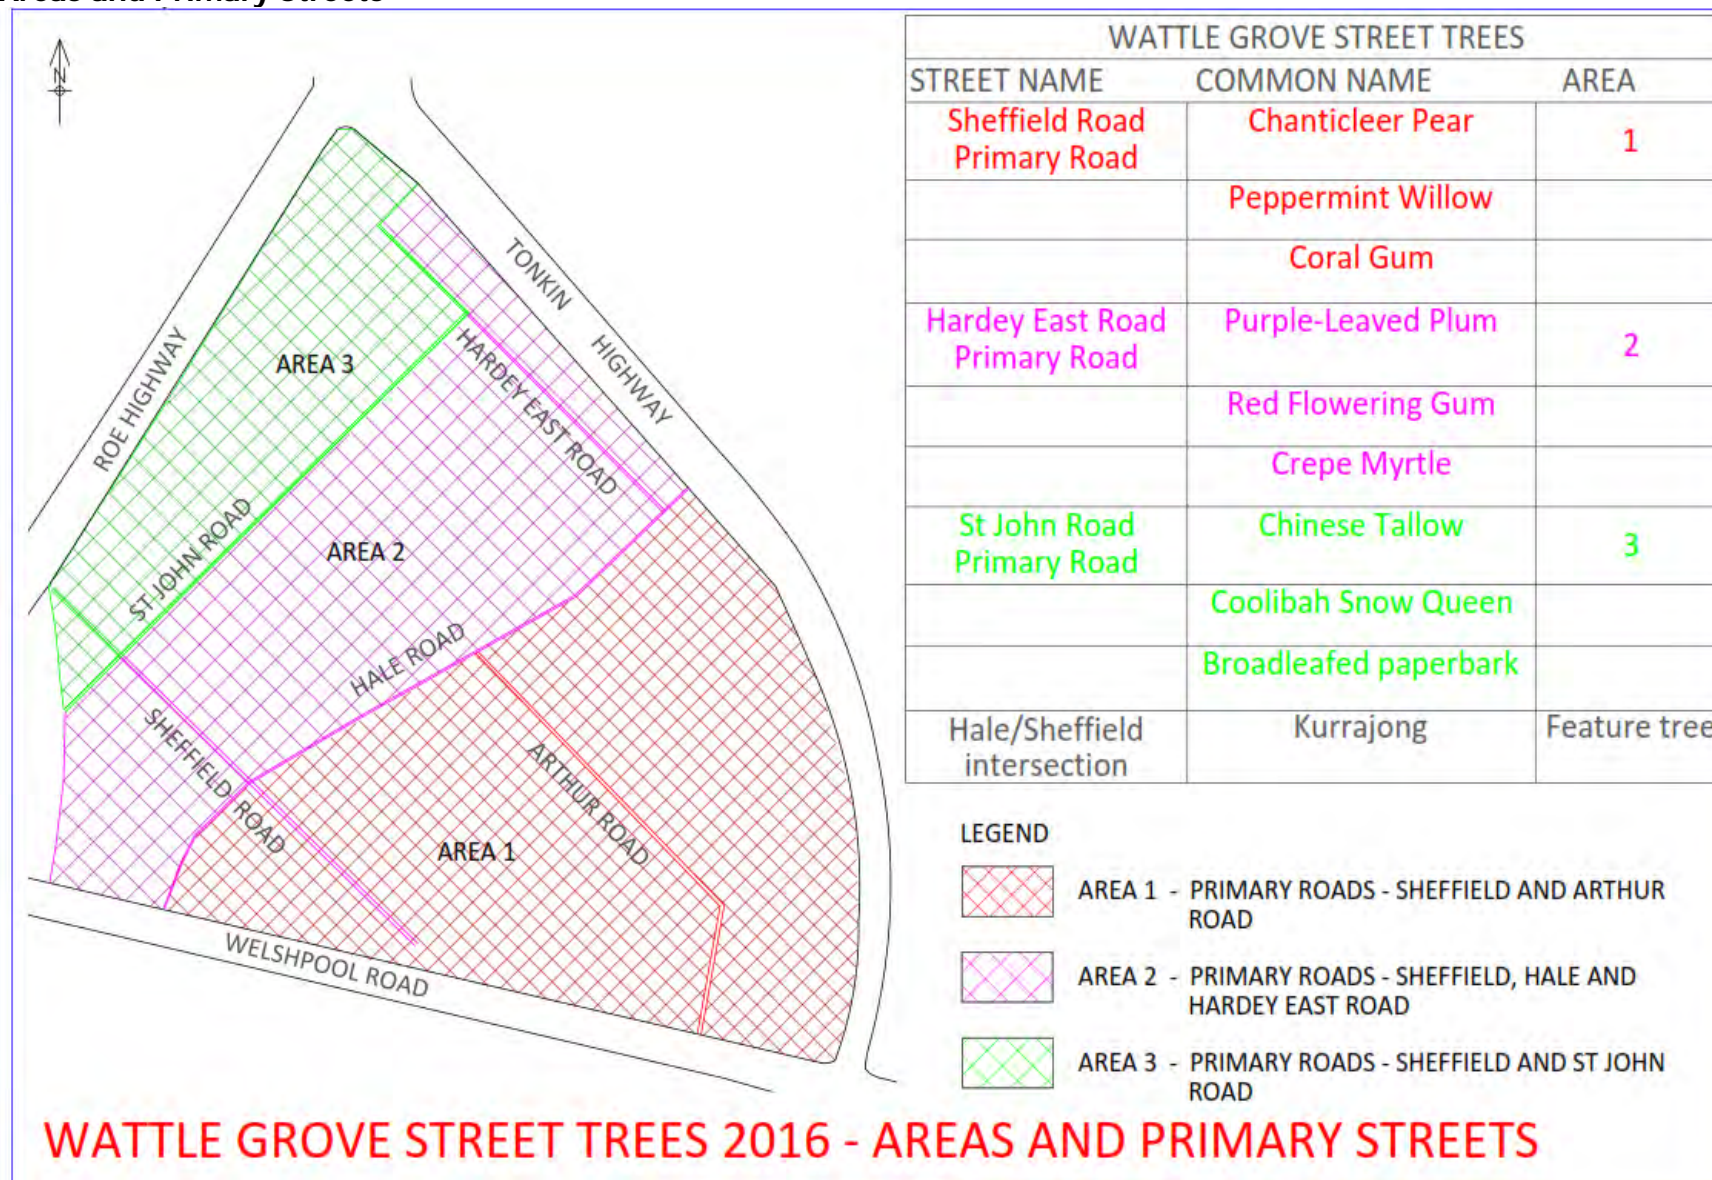 Areas and Primary Streets
N
ROE HIGHWAY
TONKIN HIGHWAY
HARDEY EAST ROAD
AREA 3
ST JOHN ROAD
AREA 2
HALE ROAD
SHEFFIELD ROAD
ARTHUR ROAD
AREA 1
WELSHPOOL ROAD
WATTLE GROVE STREET TREES
STREET NAME COMMON NAME AREA
Sheffield Road Chanticleer Pear 1
Primary Road
Peppermint Willow
Coral Gum
Hardey East Road Purple-Leaved Plum 2
Primary Road
Red Flowering Gum
Crepe Myrtle
St John Road Chinese Tallow 3
Primary Road
Coolibah Snow Queen
Broadleafed paperbark
Hale/Sheffield Kurrajong Feature tree
intersection
LEGEND
AREA 1 - PRIMARY ROADS - SHEFFIELD AND ARTHUR
ROAD
AREA 2 - PRIMARY ROADS - SHEFFIELD, HALE AND
HARDEY EAST ROAD
AREA 3 - PRIMARY ROADS - SHEFFIELD AND ST JOHN
ROAD
WATTLE GROVE STREET TREES 2016 - AREAS AND PRIMARY STREETS